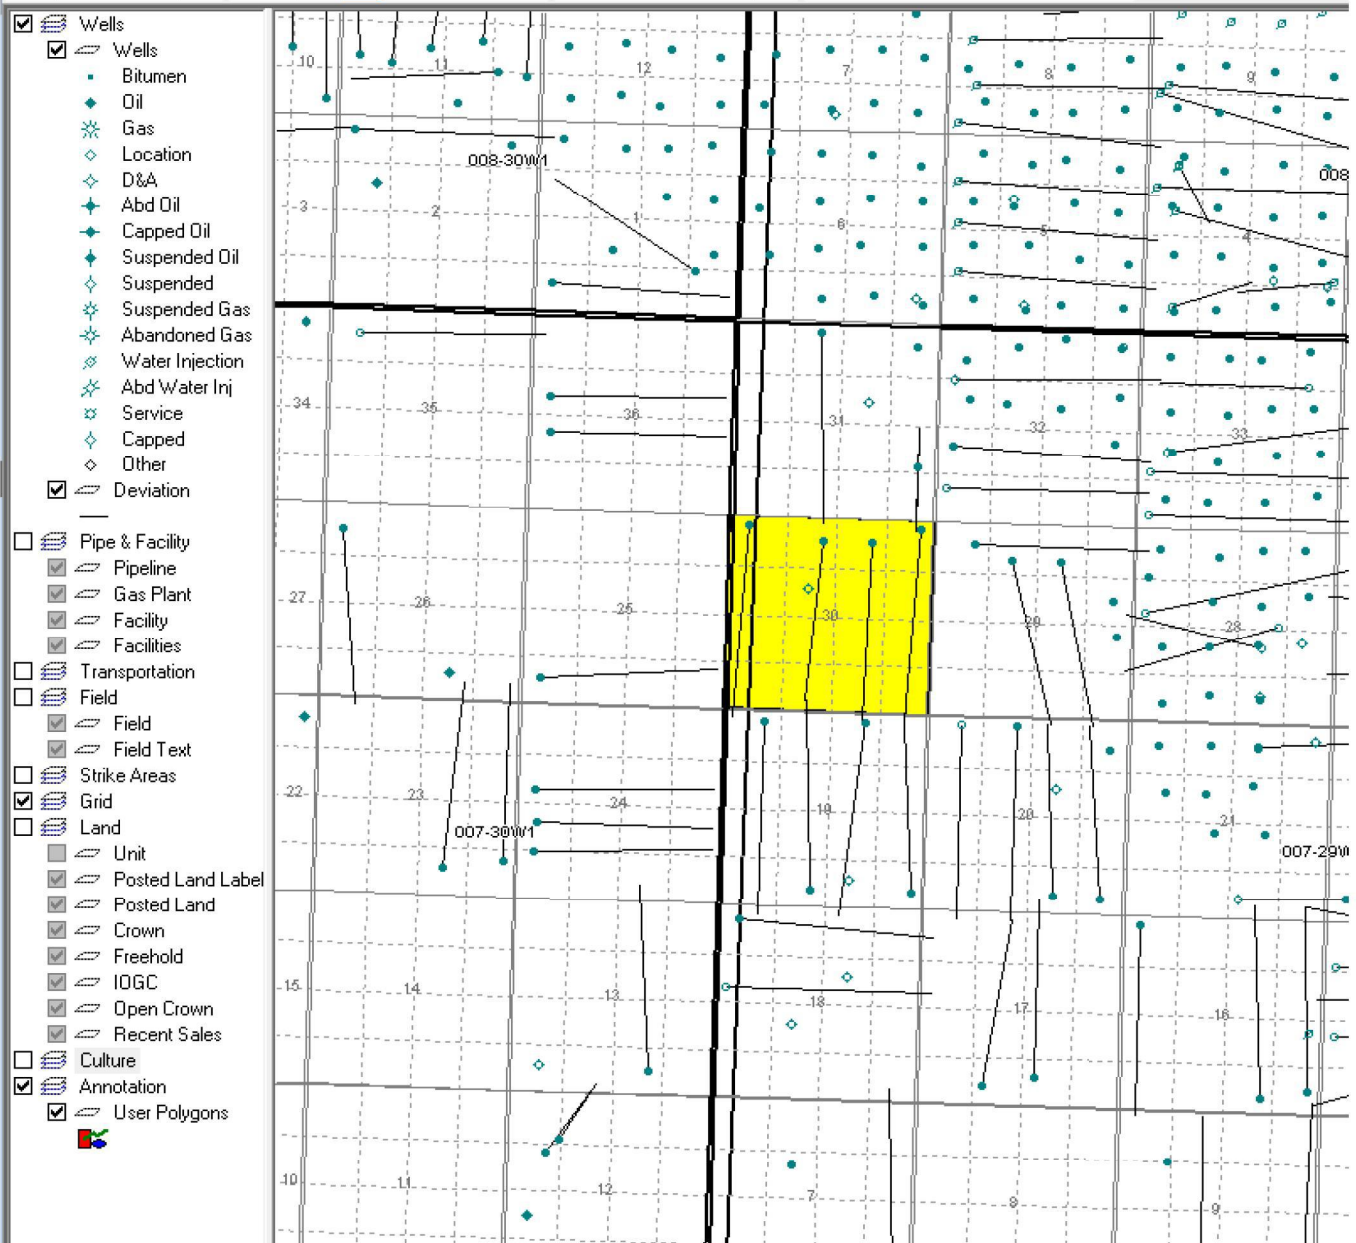 Wells
Wells
Bitumen
Oil
Gas
Location
D&A
Abd Oil
Capped Oil
Suspended Oil
Suspended
Suspended Gas
Abandoned Gas
Water Injection
Abd Water Inj
Service
Capped
Other
Deviation
Pipe & Facility
Pipeline
Gas Plant
Facility
Facilities
Transportation
Field
Field
Field Text
Strike Areas
Grid
Land
Unit
Posted Land Label
Posted Land
Crown
Freehold
IOGC
Open Crown
Recent Sales
Culture
Annotation
User Polygons
10 11 12 7 8 9
008-30W1
008
3 2 1 6 5 4
34 35 36 31 32 33
27 26 25 30 29 28
22 23 24 19 20 21
007-30W1
007-29W
15 14 13 18 17 16
10 11 12 7 8 9